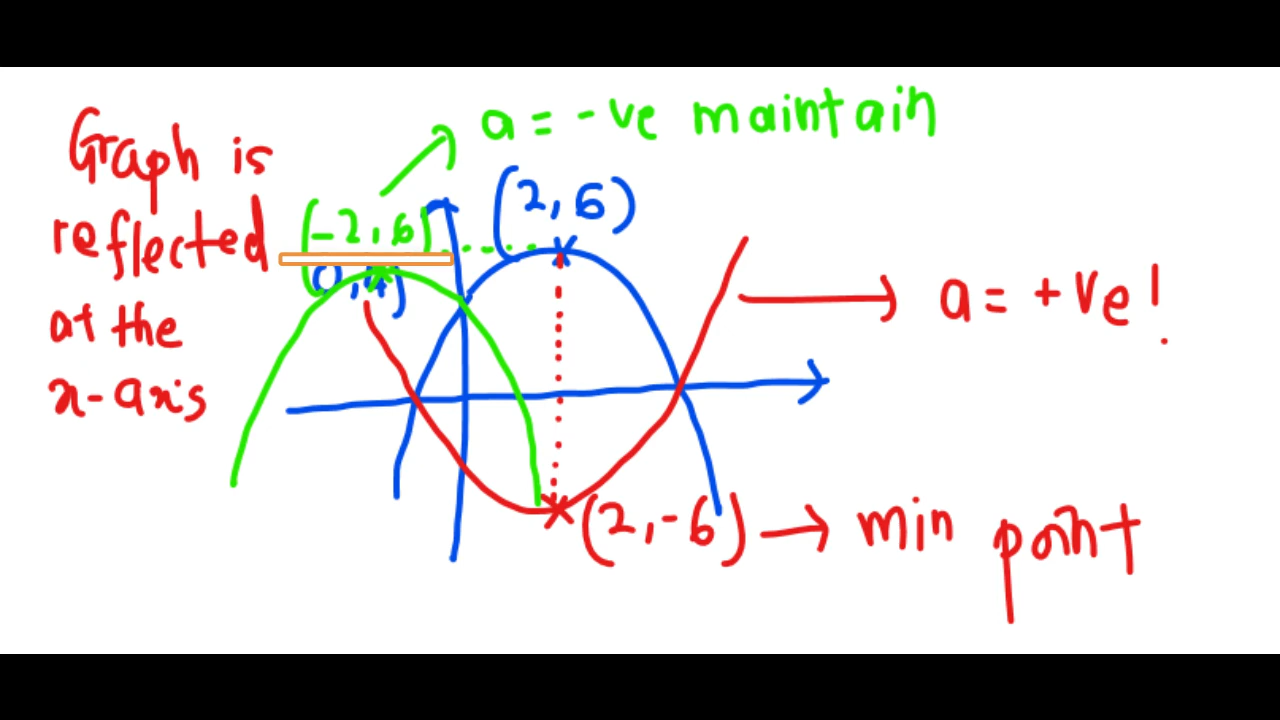 Graph is
reflected
at the
x-axis
a = -ve maintain
(2, 6)
(-2, 6)
a = +ve!
(2, -6) → min point